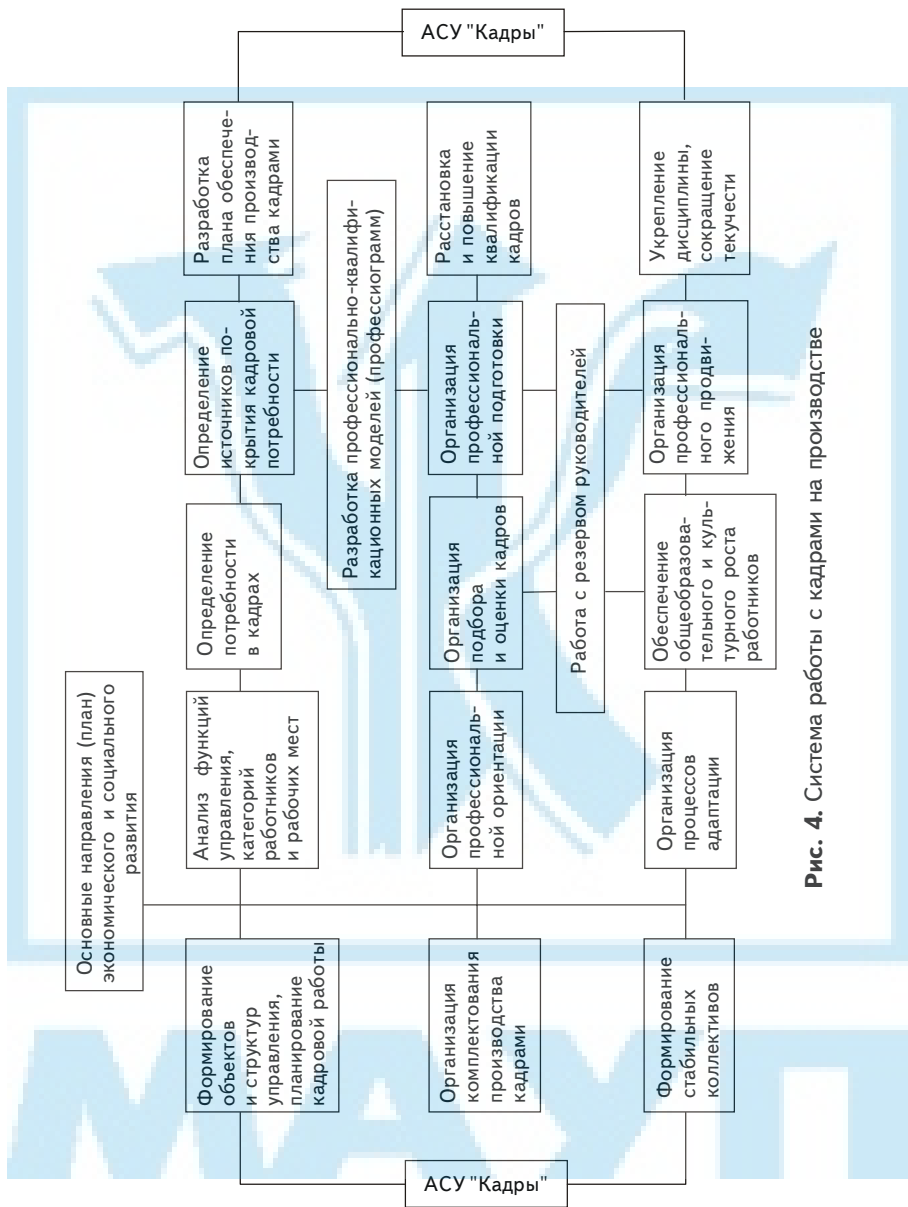 Основные направления (план)
экономического и социального
развития
АСУ "Кадры"
Формирование
объектов
и структур
управления,
планирование
кадровой работы
Анализ функций
управления,
категорий
работников
и рабочих мест
Определение
потребности
в кадрах
Определение
источников по-
крытия кадровой
потребности
Разработка
плана обеспече-
ния производ-
ства кадрами
Разработка профессионально-квалифи-
кационных моделей (профессиограмм)
Организация
комплектования
производства
кадрами
Организация
профессиональ-
ной ориентации
Организация
подбора
и оценки кадров
Организация
профессиональ-
ной подготовки
Расстановка
и повышение
квалификации
кадров
Работа с резервом руководителей
Формирование
стабильных
коллективов
Организация
процессов
адаптации
Обеспечение
общеобразова-
тельного и куль-
турного роста
работников
Организация
профессиональ-
ного продви-
жения
Укрепление
дисциплины,
сокращение
текучести
АСУ "Кадры"
Рис. 4. Система работы с кадрами на производстве
МАУП